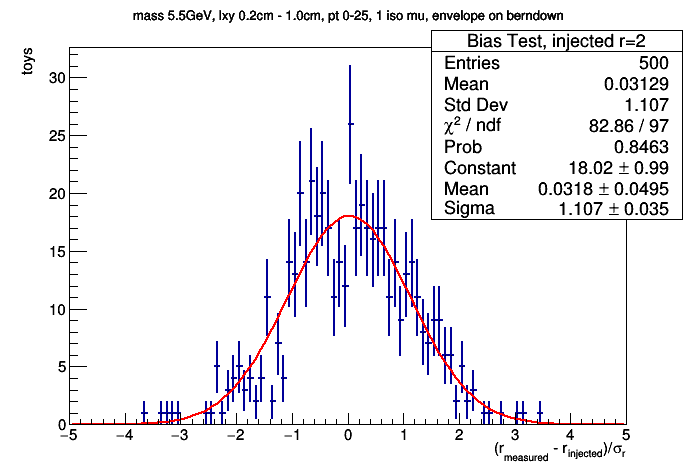 mass 5.5GeV, lxy 0.2cm - 1.0cm, pt 0-25, 1 iso mu, envelope on berndown
Bias Test, injected r=2
Entries 500
Mean 0.03129
Std Dev 1.107
χ² / ndf 82.86 / 97
Prob 0.8463
Constant 18.02 ± 0.99
Mean 0.0318 ± 0.0495
Sigma 1.107 ± 0.035
toys
30
25
20
15
10
5
0
−5 −4 −3 −2 −1 0 1 2 3 4 5
(r_measured - r_injected)/σ_r